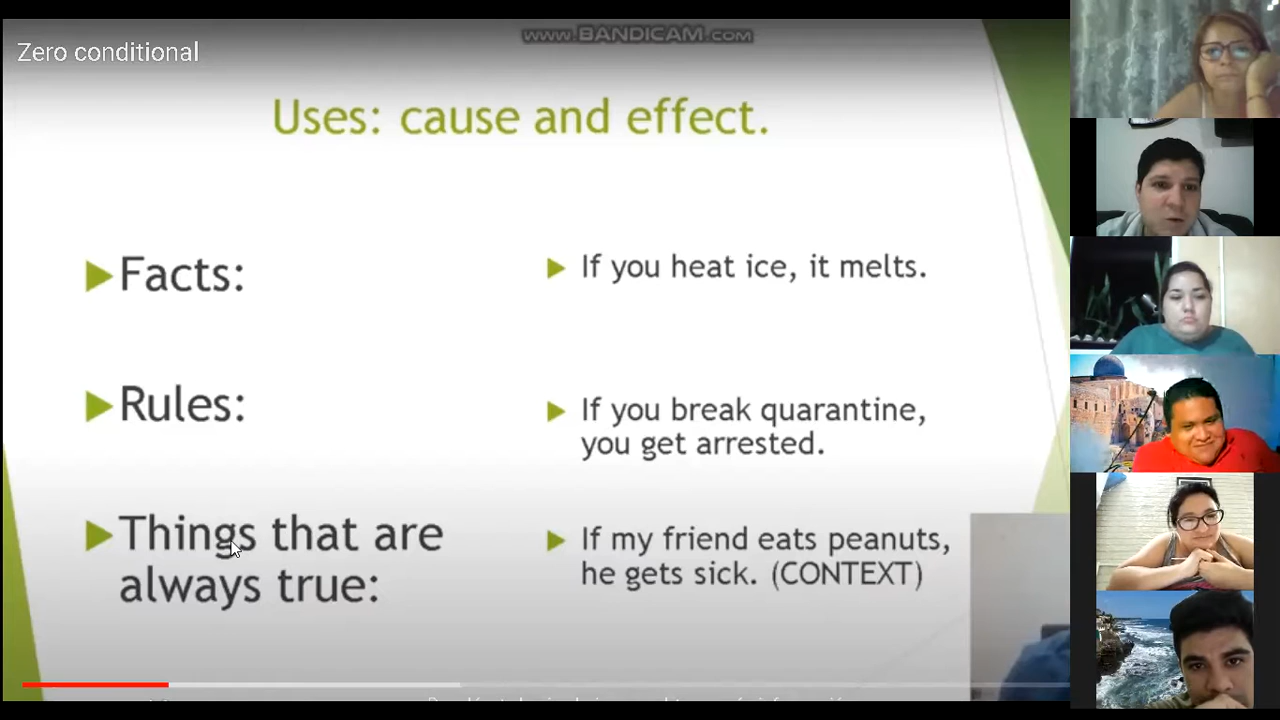 www.BANDICAM.com
Zero conditional
Uses: cause and effect.
Facts:
If you heat ice, it melts.
Rules:
If you break quarantine,
you get arrested.
Things that are
always true:
If my friend eats peanuts,
he gets sick. (CONTEXT)